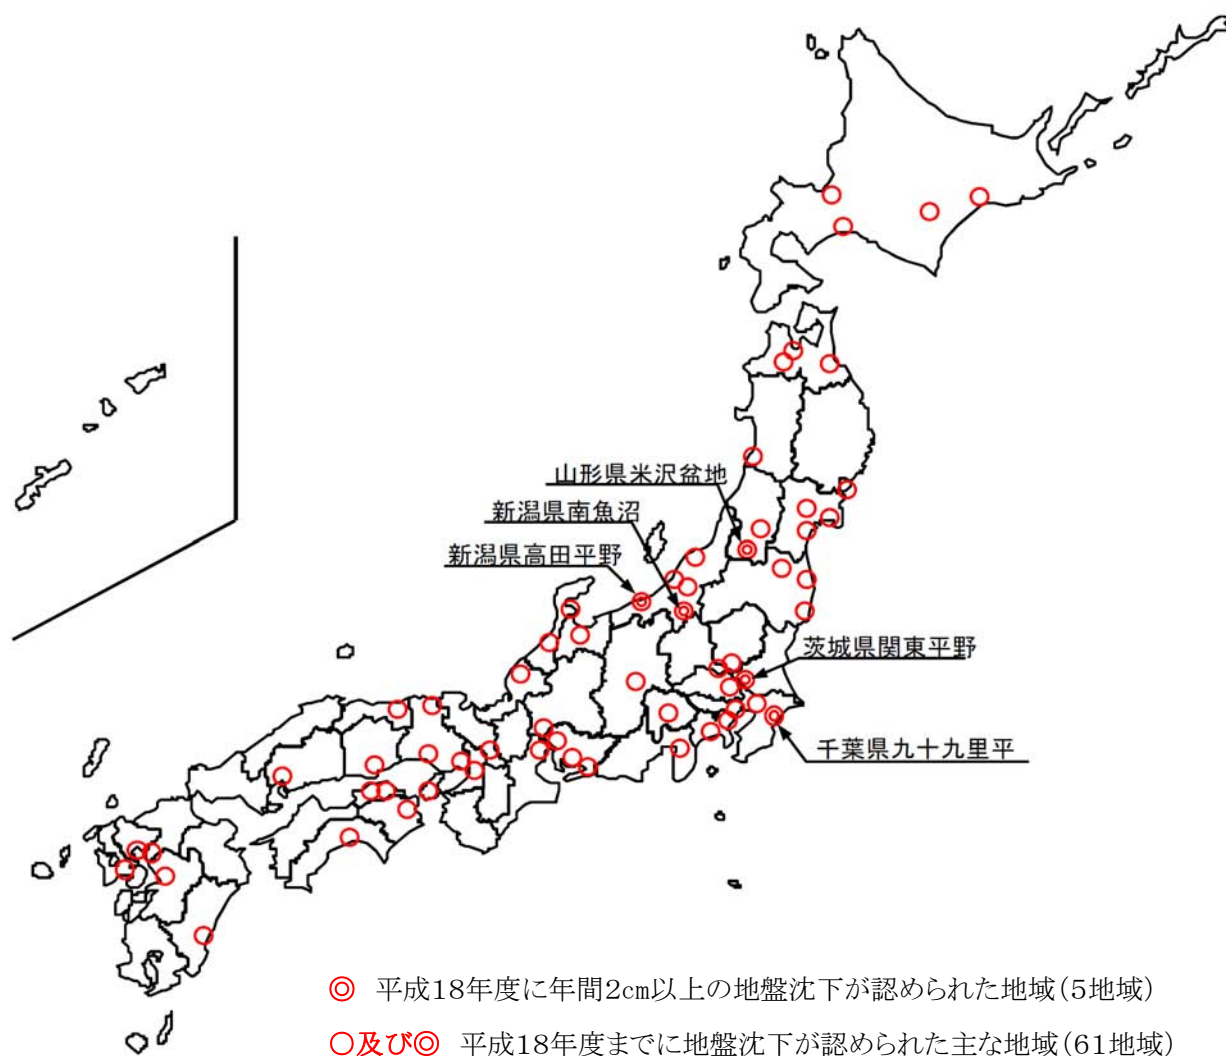 山形県米沢盆地
新潟県南魚沼
新潟県高田平野
茨城県関東平野
千葉県九十九里平
◎ 平成18年度に年間2cm以上の地盤沈下が認められた地域(5地域)
○及び◎ 平成18年度までに地盤沈下が認められた主な地域(61地域)